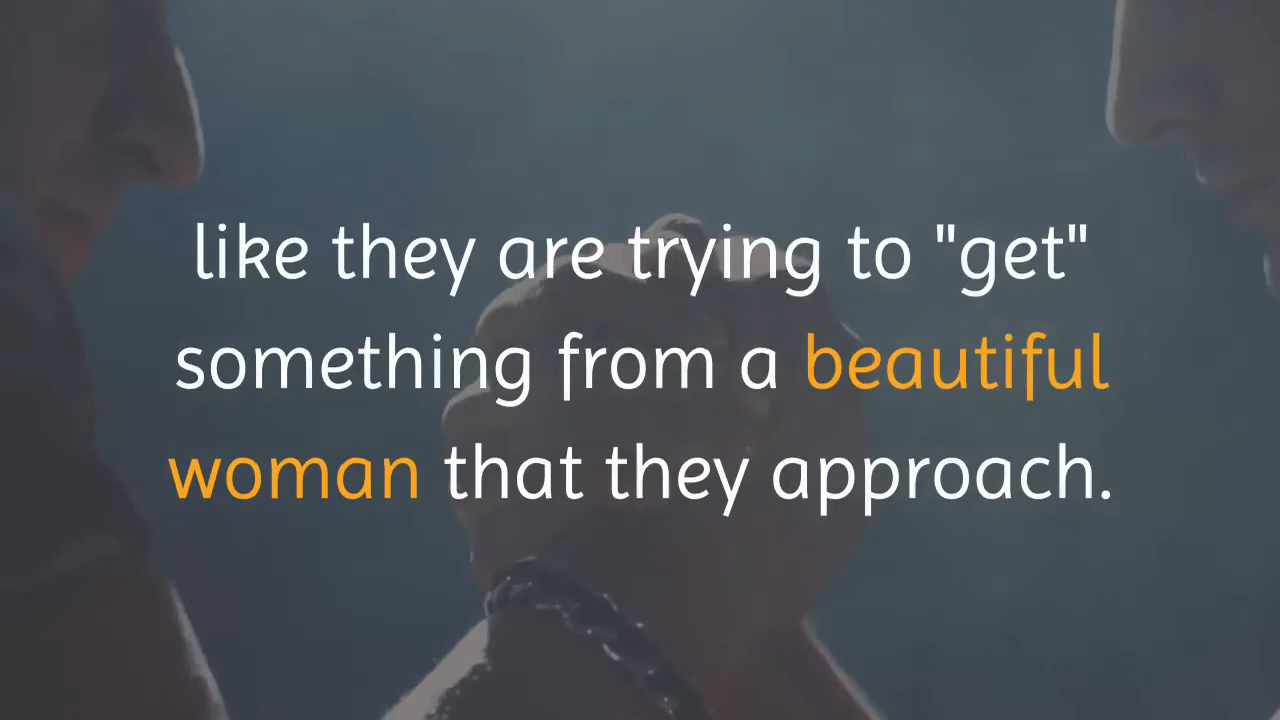 like they are trying to "get"
something from a beautiful
woman that they approach.